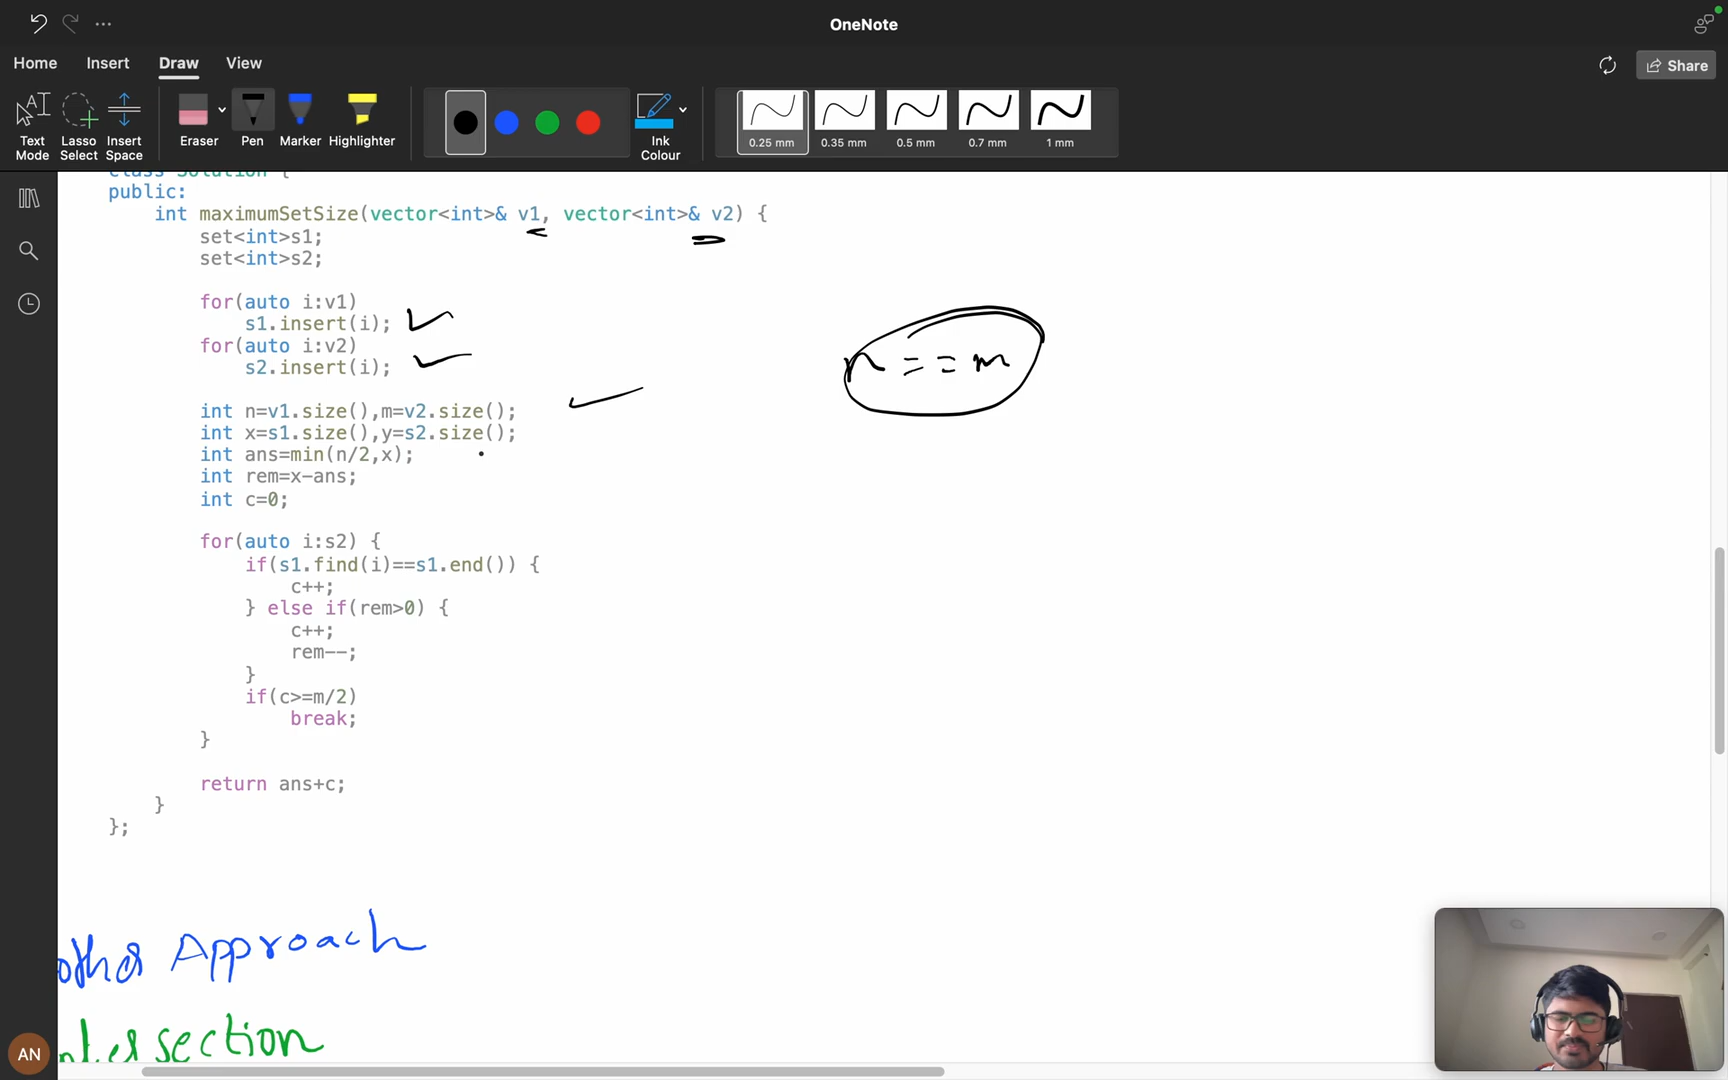 OneNote
Home Insert Draw View
Share
Text Mode
Lasso Select
Insert Space
Eraser
Pen
Marker
Highlighter
Ink Colour
0.25 mm
0.35 mm
0.5 mm
0.7 mm
1 mm
class Solution {
public:
int maximumSetSize(vector<int>& v1, vector<int>& v2) {
set<int>s1;
set<int>s2;
for(auto i:v1)
s1.insert(i);
for(auto i:v2)
s2.insert(i);
n == m
int n=v1.size(),m=v2.size();
int x=s1.size(),y=s2.size();
int ans=min(n/2,x);
int rem=x-ans;
int c=0;
for(auto i:s2) {
if(s1.find(i)==s1.end()) {
c++;
} else if(rem>0) {
c++;
rem--;
}
if(c>=m/2)
break;
}
return ans+c;
}
};
Approach
AN